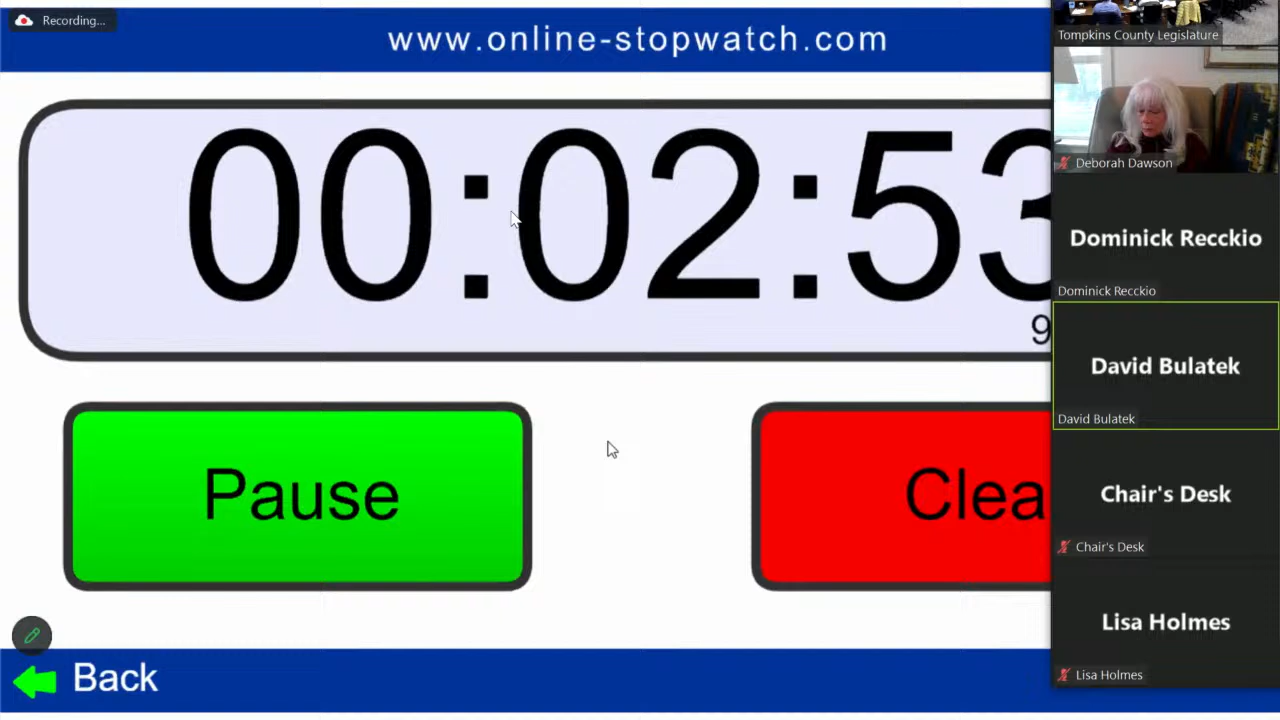 Recording...
www.online-stopwatch.com
Tompkins County Legislature
00:02:53
9
Deborah Dawson
Dominick Recckio
Dominick Recckio
David Bulatek
David Bulatek
Pause
Clea
Chair's Desk
Chair's Desk
Lisa Holmes
Lisa Holmes
Back